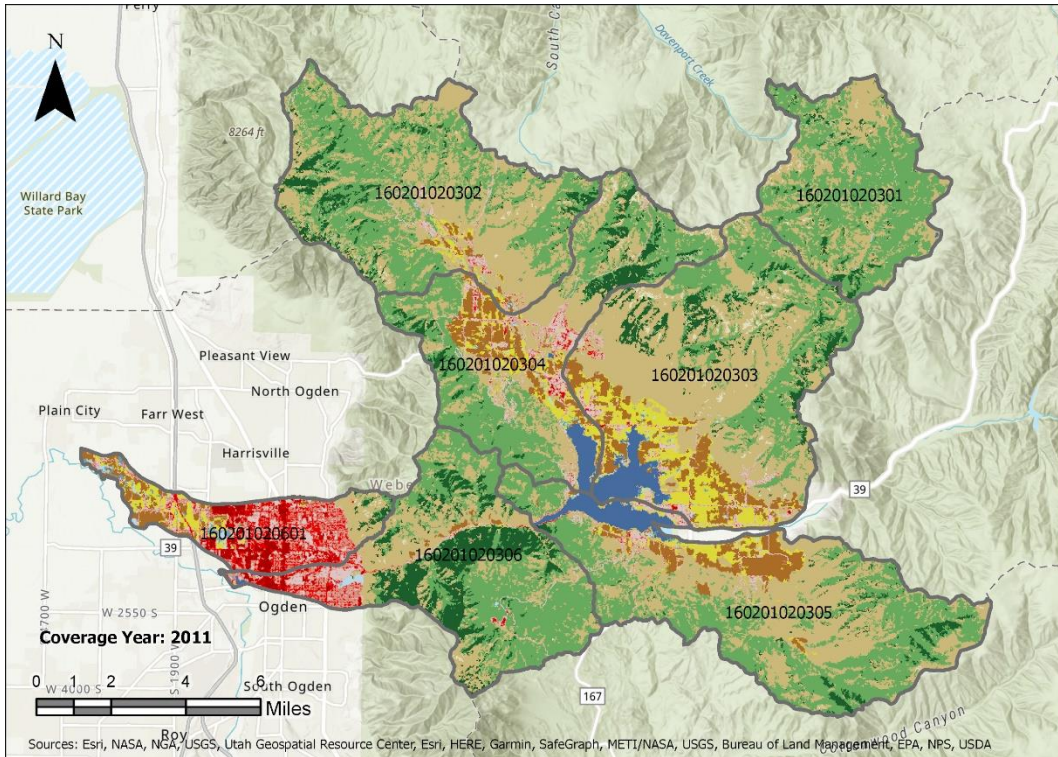 Perry
N
South Ca
Davenport Creek
8264 ft
Willard Bay
State Park
160201020302
160201020301
Pleasant View
North Ogden
160201020304
160201020303
Plain City
Farr West
Harrisville
Webe
39
160201020601
39
160201020306
4700 W
W 2550 S
Ogden
160201020305
Coverage Year: 2011
S 1900 W
0 1 2 4 6
Miles
W 4000 S
South Ogden
167
Roy
Cottonwood Canyon
Sources: Esri, NASA, NGA, USGS, Utah Geospatial Resource Center, Esri, HERE, Garmin, SafeGraph, METI/NASA, USGS, Bureau of Land Management, EPA, NPS, USDA